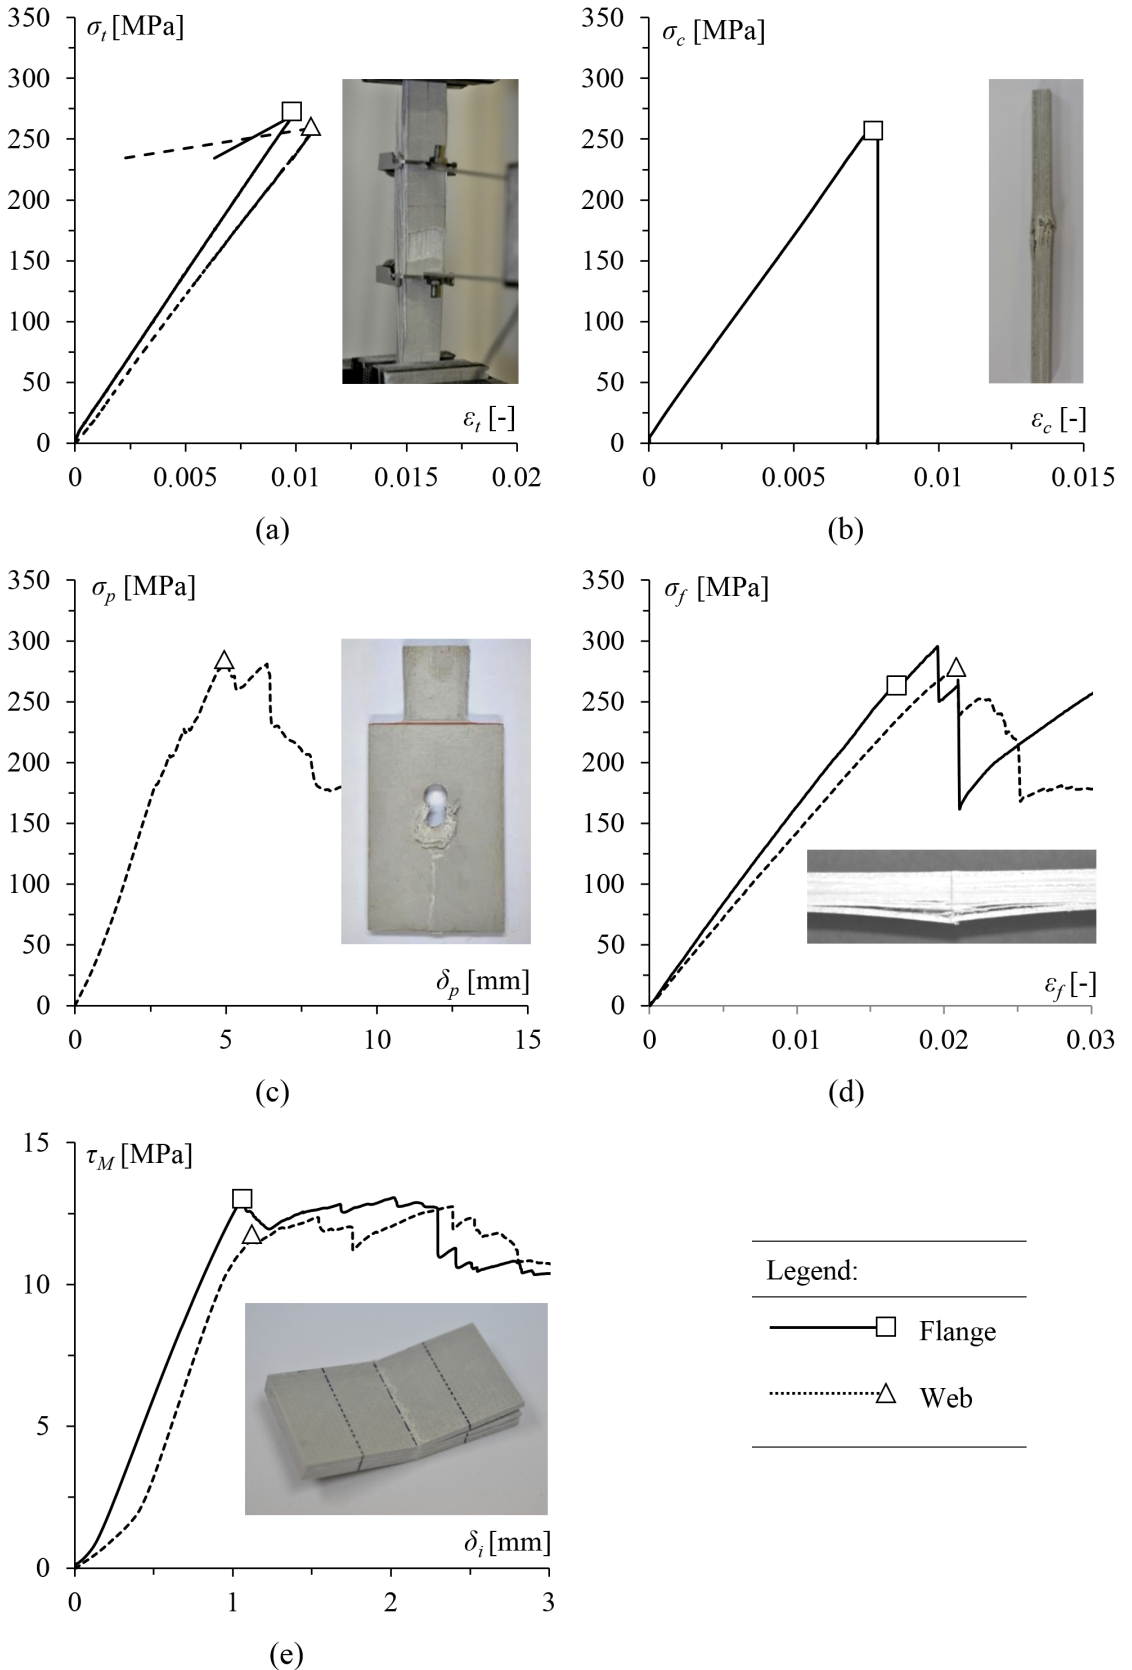 350
300
250
200
150
100
50
0
σt [MPa]
εt [-]
0 0.005 0.01 0.015 0.02
(a)
350
300
250
200
150
100
50
0
σc [MPa]
εc [-]
0 0.005 0.010 0.015
(b)
350
300
250
200
150
100
50
0
σp [MPa]
δp [mm]
0 5 10 15
(c)
350
300
250
200
150
100
50
0
σf [MPa]
εf [-]
0 0.01 0.02 0.03
(d)
15
10
5
0
τM [MPa]
δi [mm]
0 1 2 3
(e)
Legend:
Flange
Web